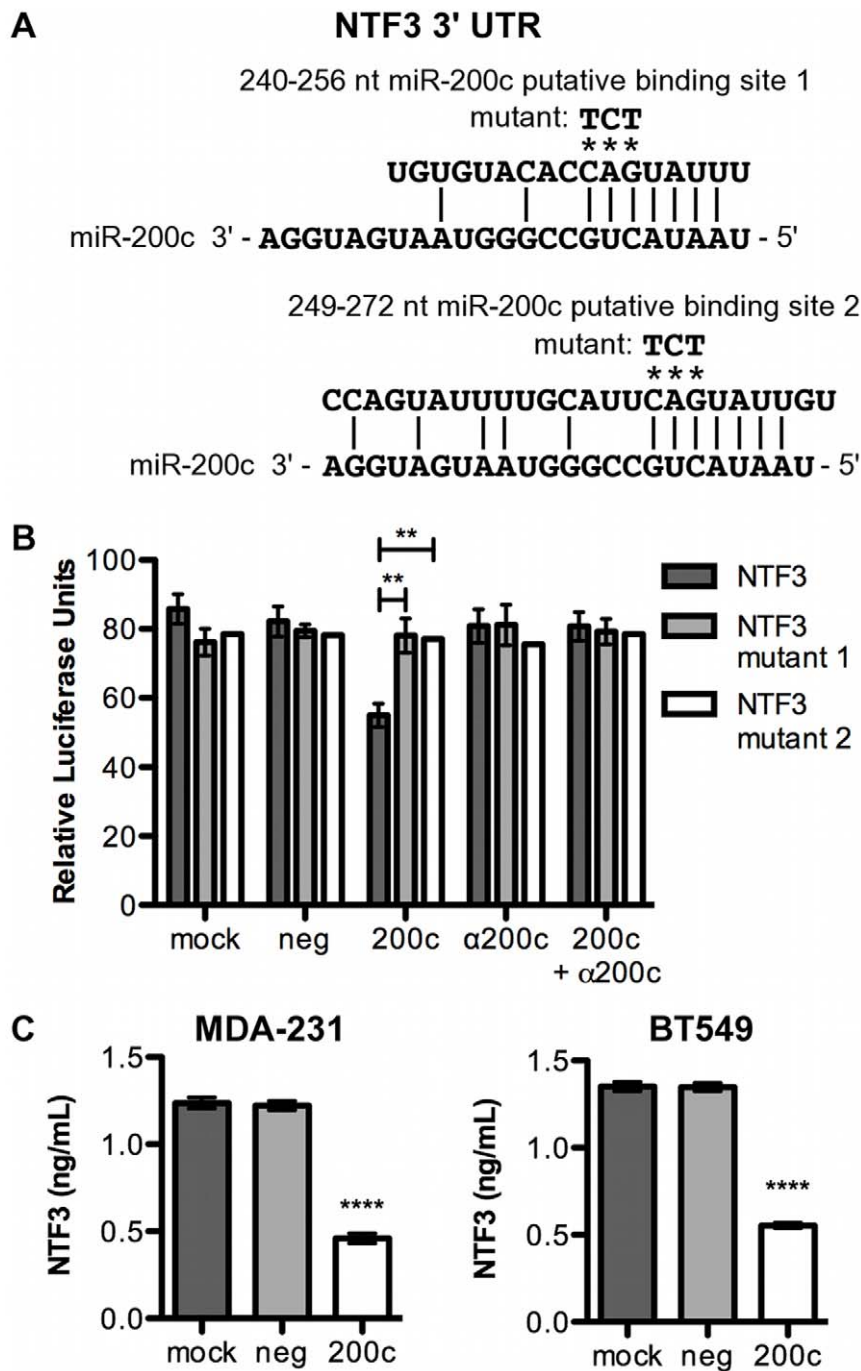 A
NTF3 3' UTR
240-256 nt miR-200c putative binding site 1
mutant: TCT
***
UGUGUACACCAGUAUUU
miR-200c 3' - AGGUAGUAAUGGGCCGUCAUAAU - 5'
249-272 nt miR-200c putative binding site 2
mutant: TCT
***
CCAGUAUUUUGCAUUCAGUAUUGU
miR-200c 3' - AGGUAGUAAUGGGCCGUCAUAAU - 5'
B
Relative Luciferase Units
100
80
60
40
20
0
**
**
mock
neg
200c
α200c
200c
+ α200c
NTF3
NTF3
mutant 1
NTF3
mutant 2
C
MDA-231
NTF3 (ng/mL)
1.5
1.0
0.5
0.0
****
mock
neg
200c
BT549
NTF3 (ng/mL)
1.5
1.0
0.5
0.0
****
mock
neg
200c